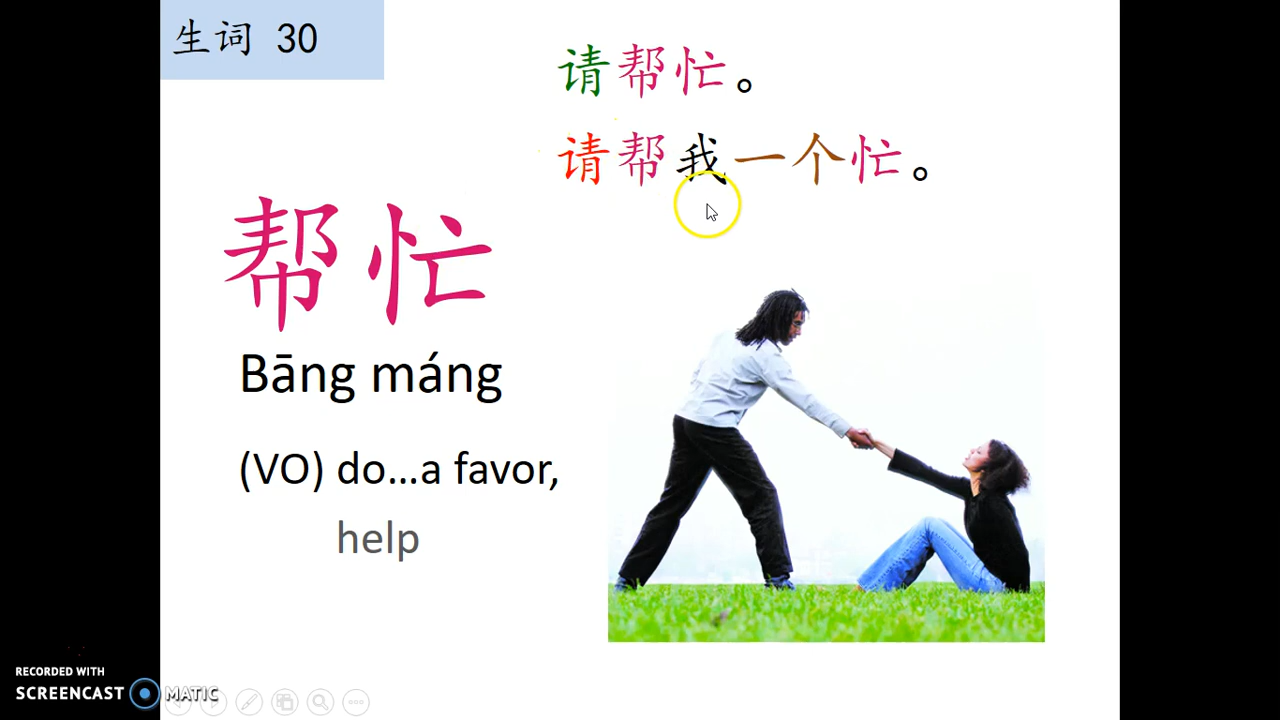 生词 30
请帮忙。
请帮我一个忙。
帮忙
Bāng máng
(VO) do...a favor,
help
RECORDED WITH
SCREENCAST MATIC